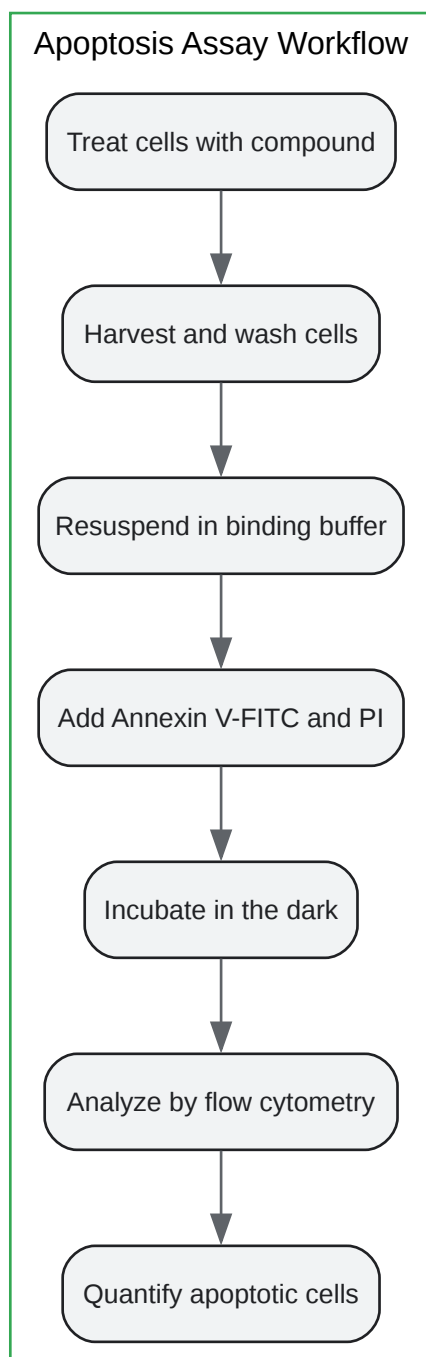 Apoptosis Assay Workflow
Treat cells with compound
Harvest and wash cells
Resuspend in binding buffer
Add Annexin V-FITC and PI
Incubate in the dark
Analyze by flow cytometry
Quantify apoptotic cells